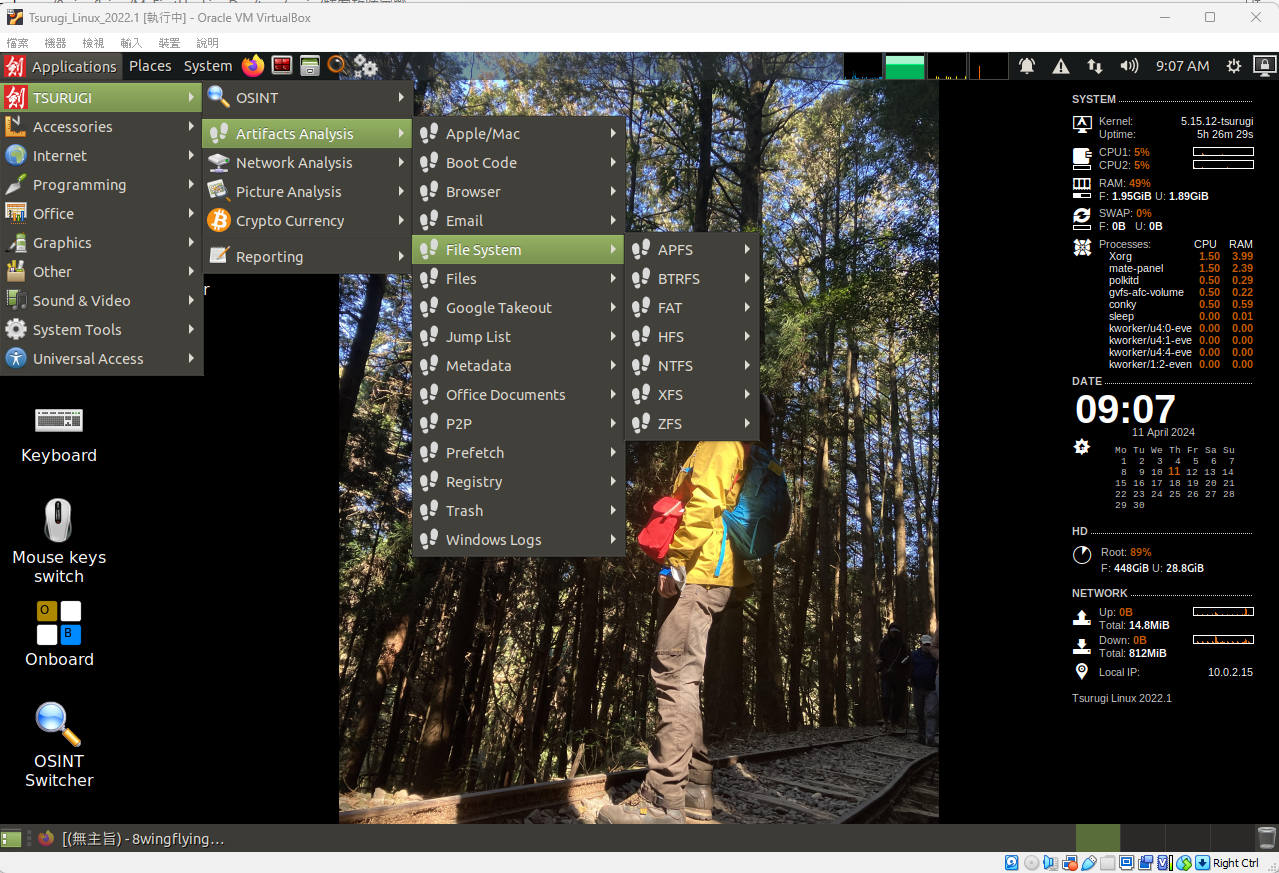 Tsurugi_Linux_2022.1 [執行中] - Oracle VM VirtualBox
檔案 機器 檢視 輸入 裝置 說明
Applications Places System 9:07 AM
TSURUGI
Accessories
Internet
Programming
Office
Graphics
Other
Sound & Video
System Tools
Universal Access
OSINT
Artifacts Analysis
Network Analysis
Picture Analysis
Crypto Currency
Reporting
r
Apple/Mac
Boot Code
Browser
Email
File System
Files
Google Takeout
Jump List
Metadata
Office Documents
P2P
Prefetch
Registry
Trash
Windows Logs
APFS
BTRFS
FAT
HFS
NTFS
XFS
ZFS
Keyboard
Mouse keys
switch
O
B
Onboard
OSINT
Switcher
SYSTEM
Kernel: 5.15.12-tsurugi
Uptime: 5h 26m 29s
CPU1: 5%
CPU2: 5%
RAM: 49%
F: 1.95GiB U: 1.89GiB
SWAP: 0%
F: 0B U: 0B
Processes: CPU RAM
Xorg 1.50 3.99
mate-panel 1.50 2.39
polkitd 0.50 0.29
gvfs-afc-volume 0.50 0.22
conky 0.50 0.59
sleep 0.00 0.01
kworker/u4:0-eve 0.00 0.00
kworker/u4:1-eve 0.00 0.00
kworker/u4:4-eve 0.00 0.00
kworker/1:2-even 0.00 0.00
DATE
09:07
11 April 2024
Mo Tu We Th Fr Sa Su
1 2 3 4 5 6 7
8 9 10 11 12 13 14
15 16 17 18 19 20 21
22 23 24 25 26 27 28
29 30
HD
Root: 89%
F: 448GiB U: 28.8GiB
NETWORK
Up: 0B
Total: 14.8MiB
Down: 0B
Total: 812MiB
Local IP: 10.0.2.15
Tsurugi Linux 2022.1
[(無主旨) - 8wingflying...
Right Ctrl